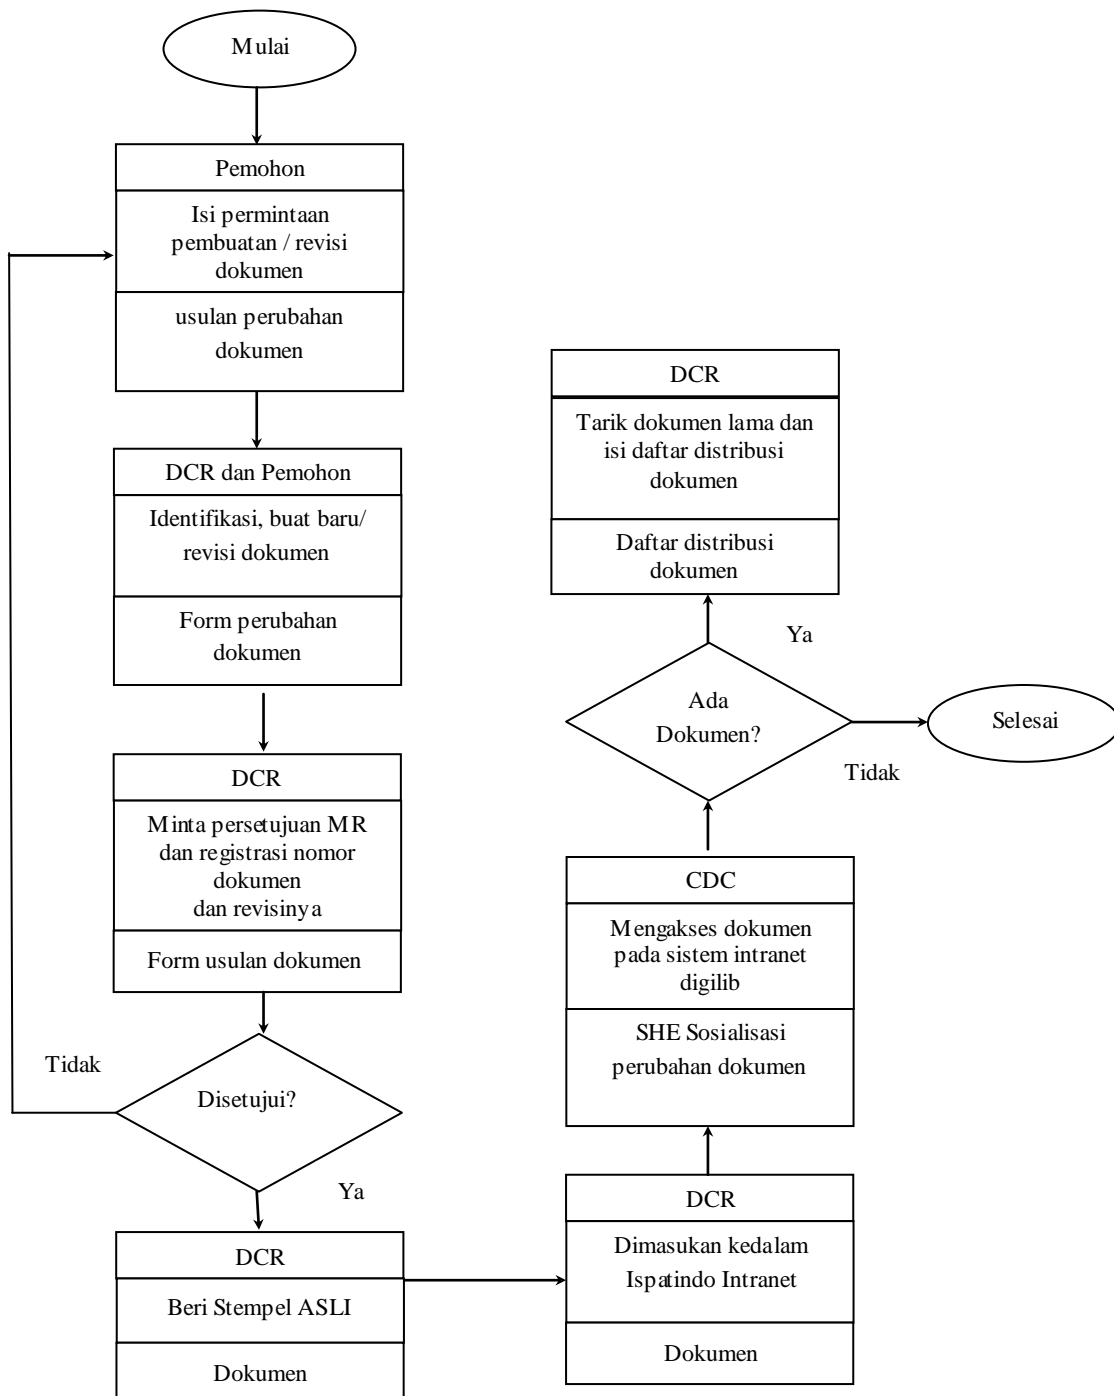 Mulai
Pemohon
Isi permintaan
pembuatan / revisi
dokumen
usulan perubahan
dokumen
DCR dan Pemohon
Identifikasi, buat baru/
revisi dokumen
Form perubahan
dokumen
DCR
Minta persetujuan MR
dan registrasi nomor
dokumen
dan revisinya
Form usulan dokumen
Tidak
Disetujui?
Ya
DCR
Beri Stempel ASLI
Dokumen
DCR
Dimasukan kedalam
Ispatindo Intranet
Dokumen
CDC
Mengakses dokumen
pada sistem intranet
digilib
SHE Sosialisasi
perubahan dokumen
Ada
Dokumen?
Ya
Tidak
DCR
Tarik dokumen lama dan
isi daftar distribusi
dokumen
Daftar distribusi
dokumen
Selesai